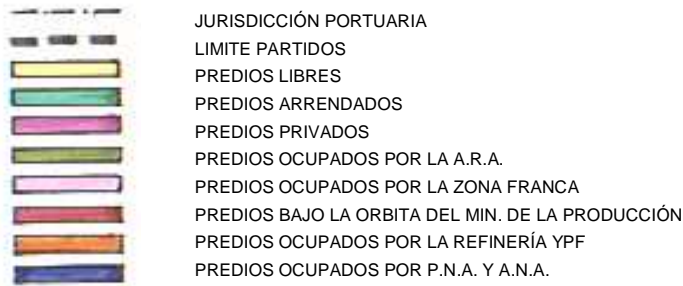 JURISDICCIÓN PORTUARIA
LIMITE PARTIDOS
PREDIOS LIBRES
PREDIOS ARRENDADOS
PREDIOS PRIVADOS
PREDIOS OCUPADOS POR LA A.R.A.
PREDIOS OCUPADOS POR LA ZONA FRANCA
PREDIOS BAJO LA ORBITA DEL MIN. DE LA PRODUCCIÓN
PREDIOS OCUPADOS POR LA REFINERÍA YPF
PREDIOS OCUPADOS POR P.N.A. Y A.N.A.